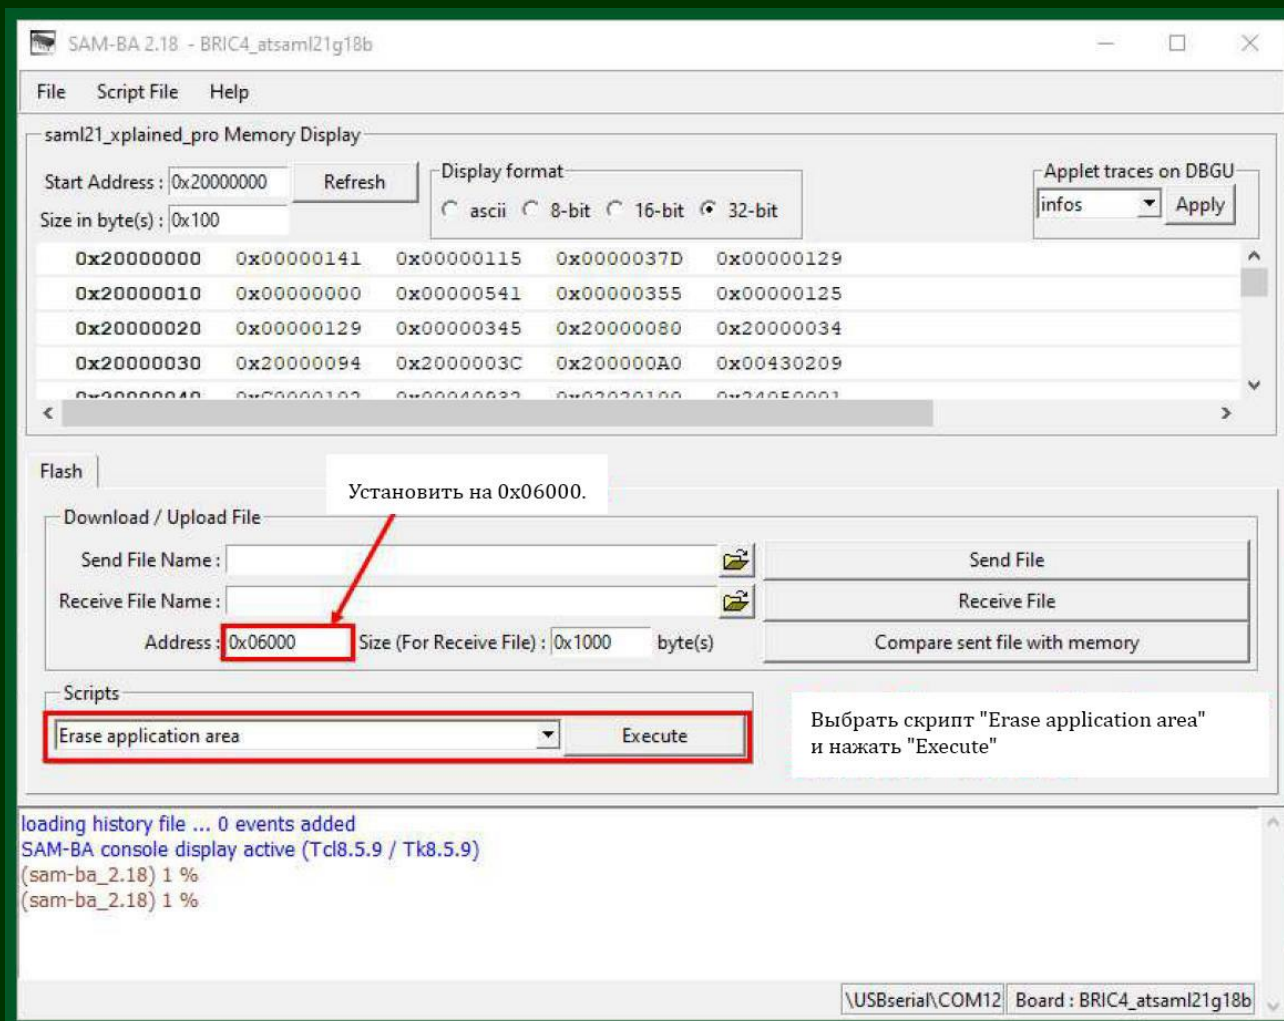 SAM-BA 2.18 - BRIC4_atsaml21g18b
File Script File Help
saml21_xplained_pro Memory Display
Start Address : 0x20000000 Refresh
Size in byte(s) : 0x100
Display format
ascii 8-bit 16-bit 32-bit
Applet traces on DBGU
infos Apply
0x20000000 0x00000141 0x00000115 0x0000037D 0x00000129
0x20000010 0x00000000 0x00000541 0x00000355 0x00000125
0x20000020 0x00000129 0x00000345 0x20000080 0x20000034
0x20000030 0x20000094 0x2000003C 0x200000A0 0x00430209
Flash
Установить на 0x06000.
Download / Upload File
Send File Name : Send File
Receive File Name : Receive File
Address : 0x06000 Size (For Receive File) : 0x1000 byte(s) Compare sent file with memory
Scripts
Erase application area Execute
Выбрать скрипт "Erase application area"
и нажать "Execute"
loading history file ... 0 events added
SAM-BA console display active (Tcl8.5.9 / Tk8.5.9)
(sam-ba_2.18) 1 %
(sam-ba_2.18) 1 %
\USBserial\COM12 Board : BRIC4_atsaml21g18b